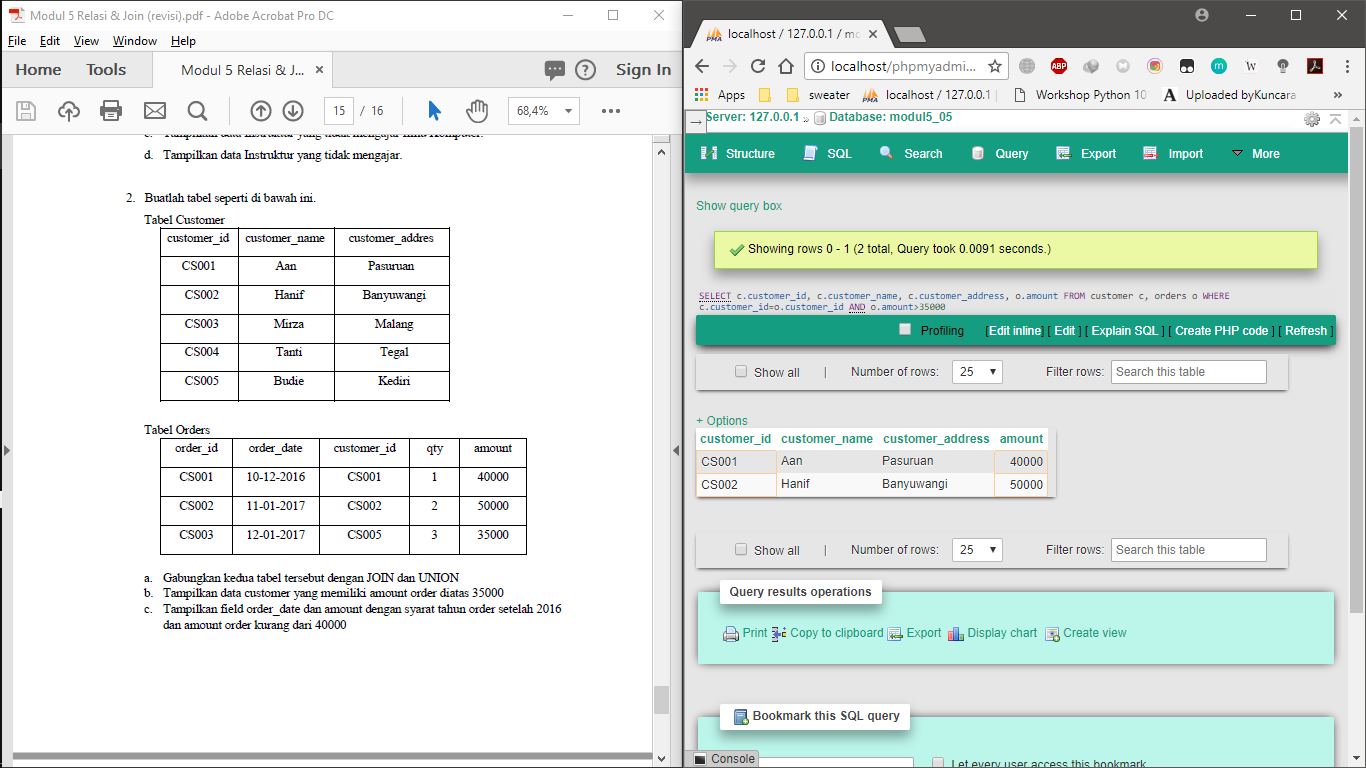 Modul 5 Relasi & Join (revisi).pdf - Adobe Acrobat Pro DC
File Edit View Window Help
Home Tools Modul 5 Relasi & J... × Sign In
15 / 16 68,4%
d. Tampilkan data Instruktur yang tidak mengajar.
2. Buatlah tabel seperti di bawah ini.
Tabel Customer
customer_id customer_name customer_addres
CS001 Aan Pasuruan
CS002 Hanif Banyuwangi
CS003 Mirza Malang
CS004 Tanti Tegal
CS005 Budie Kediri
Tabel Orders
order_id order_date customer_id qty amount
CS001 10-12-2016 CS001 1 40000
CS002 11-01-2017 CS002 2 50000
CS003 12-01-2017 CS005 3 35000
a. Gabungkan kedua tabel tersebut dengan JOIN dan UNION
b. Tampilkan data customer yang memiliki amount order diatas 35000
c. Tampilkan field order_date dan amount dengan syarat tahun order setelah 2016
dan amount order kurang dari 40000
PMA localhost / 127.0.0.1 / mo ×
localhost/phpmyadmi... ABP m W
Apps sweater PMA localhost / 127.0.0.1 | Workshop Python 10 A Uploaded byKuncara »
Server: 127.0.0.1 » Database: modul5_05
Structure SQL Search Query Export Import More
Show query box
Showing rows 0 - 1 (2 total, Query took 0.0091 seconds.)
SELECT c.customer_id, c.customer_name, c.customer_address, o.amount FROM customer c, orders o WHERE
c.customer_id=o.customer_id AND o.amount>35000
Profiling [Edit inline] [ Edit ] [ Explain SQL ] [ Create PHP code ] [ Refresh ]
Show all | Number of rows: 25 Filter rows: Search this table
+ Options
customer_id customer_name customer_address amount
CS001 Aan Pasuruan 40000
CS002 Hanif Banyuwangi 50000
Show all | Number of rows: 25 Filter rows: Search this table
Query results operations
Print Copy to clipboard Export Display chart Create view
Bookmark this SQL query
Console Let every user access this bookmark